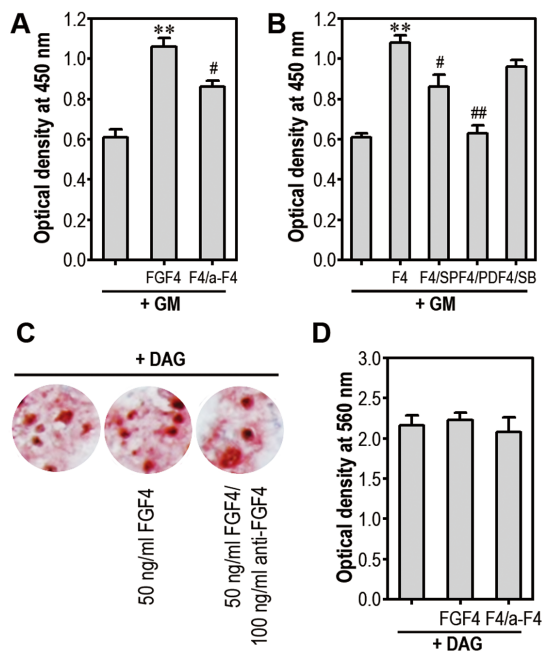 A
Optical density at 450 nm
1.2
1.0
0.8
0.6
0.4
0.2
0.0
**
#
FGF4
F4/a-F4
+ GM
B
Optical density at 450 nm
1.2
1.0
0.8
0.6
0.4
0.2
0.0
**
#
##
F4
F4/SP
F4/PD
F4/SB
+ GM
C
+ DAG
50 ng/ml FGF4
50 ng/ml FGF4/
100 ng/ml anti-FGF4
D
Optical density at 560 nm
3.0
2.5
2.0
1.5
1.0
0.5
0.0
FGF4
F4/a-F4
+ DAG